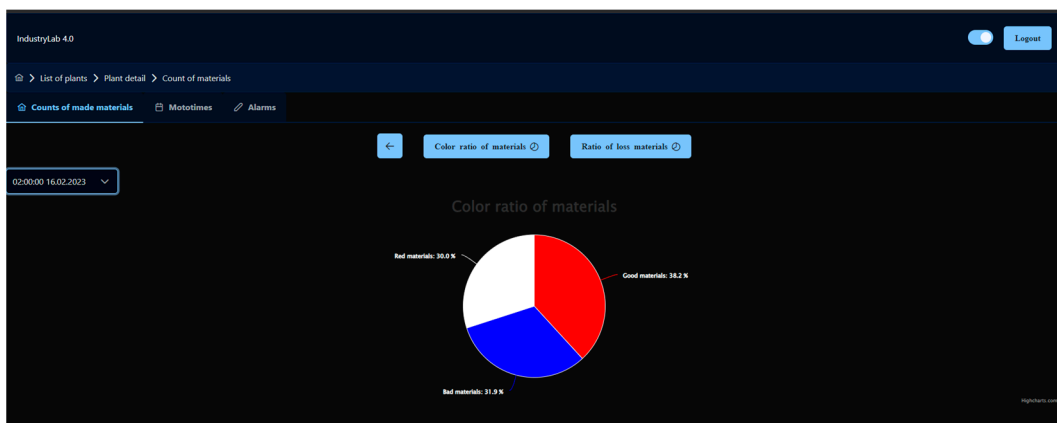 IndustryLab 4.0
Logout
List of plants
Plant detail
Count of materials
Counts of made materials
Mototimes
Alarms
Color ratio of materials
Ratio of loss materials
02:00:00 16.02.2023
Color ratio of materials
Red materials: 30.0 %
Good materials: 38.2 %
Bad materials: 31.9 %
Highcharts.com